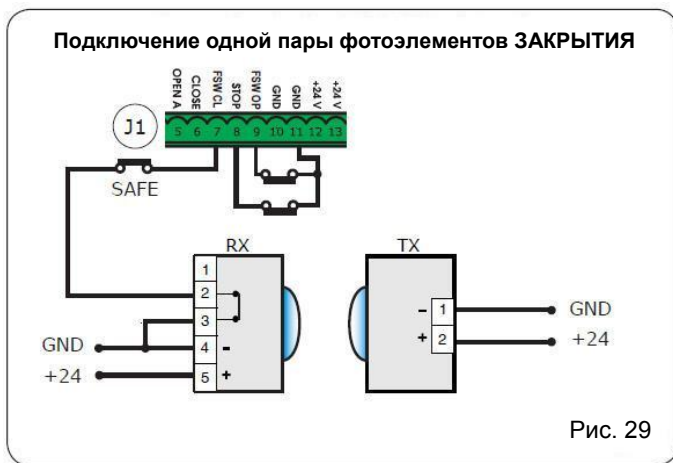 Подключение одной пары фотоэлементов ЗАКРЫТИЯ
OPEN A CLOSE FSW CL STOP FSW OP GND GND +24 V +24 V
J1 5 6 7 8 9 10 11 12 13
SAFE
RX TX
1
2
3
4 -
5 +
GND
+24
- 1 GND
+ 2 +24
Рис. 29